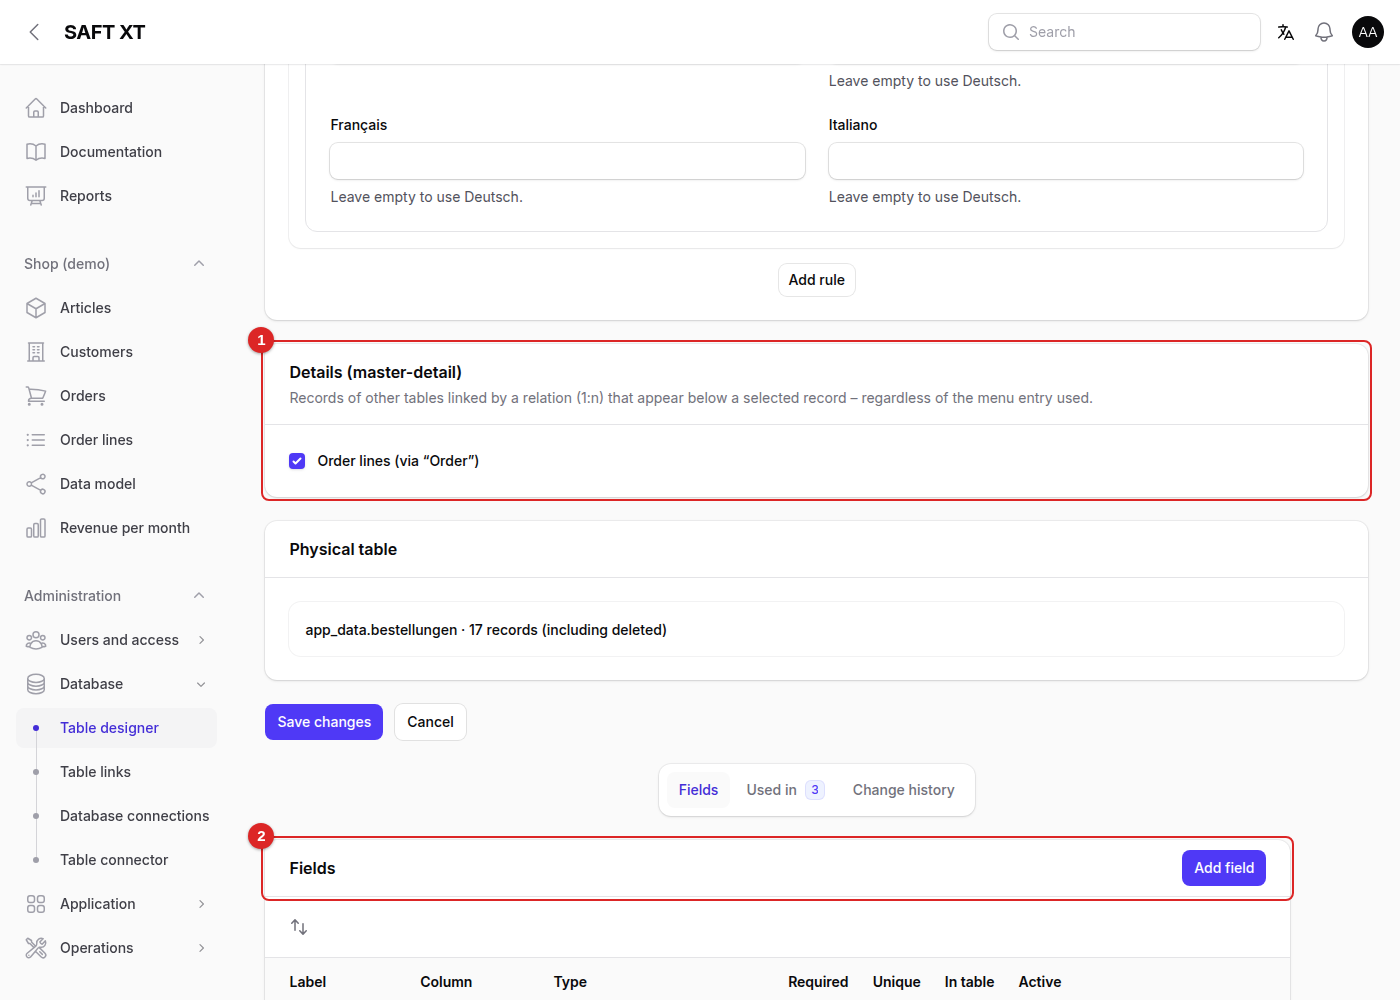 SAFT XT
Search
AA
Dashboard
Documentation
Reports
Shop (demo)
Articles
Customers
Orders
Order lines
Data model
Revenue per month
Administration
Users and access
Database
Table designer
Table links
Database connections
Table connector
Application
Operations
Leave empty to use Deutsch.
Français
Italiano
Leave empty to use Deutsch.
Leave empty to use Deutsch.
Add rule
1
Details (master-detail)
Records of other tables linked by a relation (1:n) that appear below a selected record – regardless of the menu entry used.
Order lines (via “Order”)
Physical table
app_data.bestellungen · 17 records (including deleted)
Save changes
Cancel
Fields
Used in 3
Change history
2
Fields
Add field
Label Column Type Required Unique In table Active